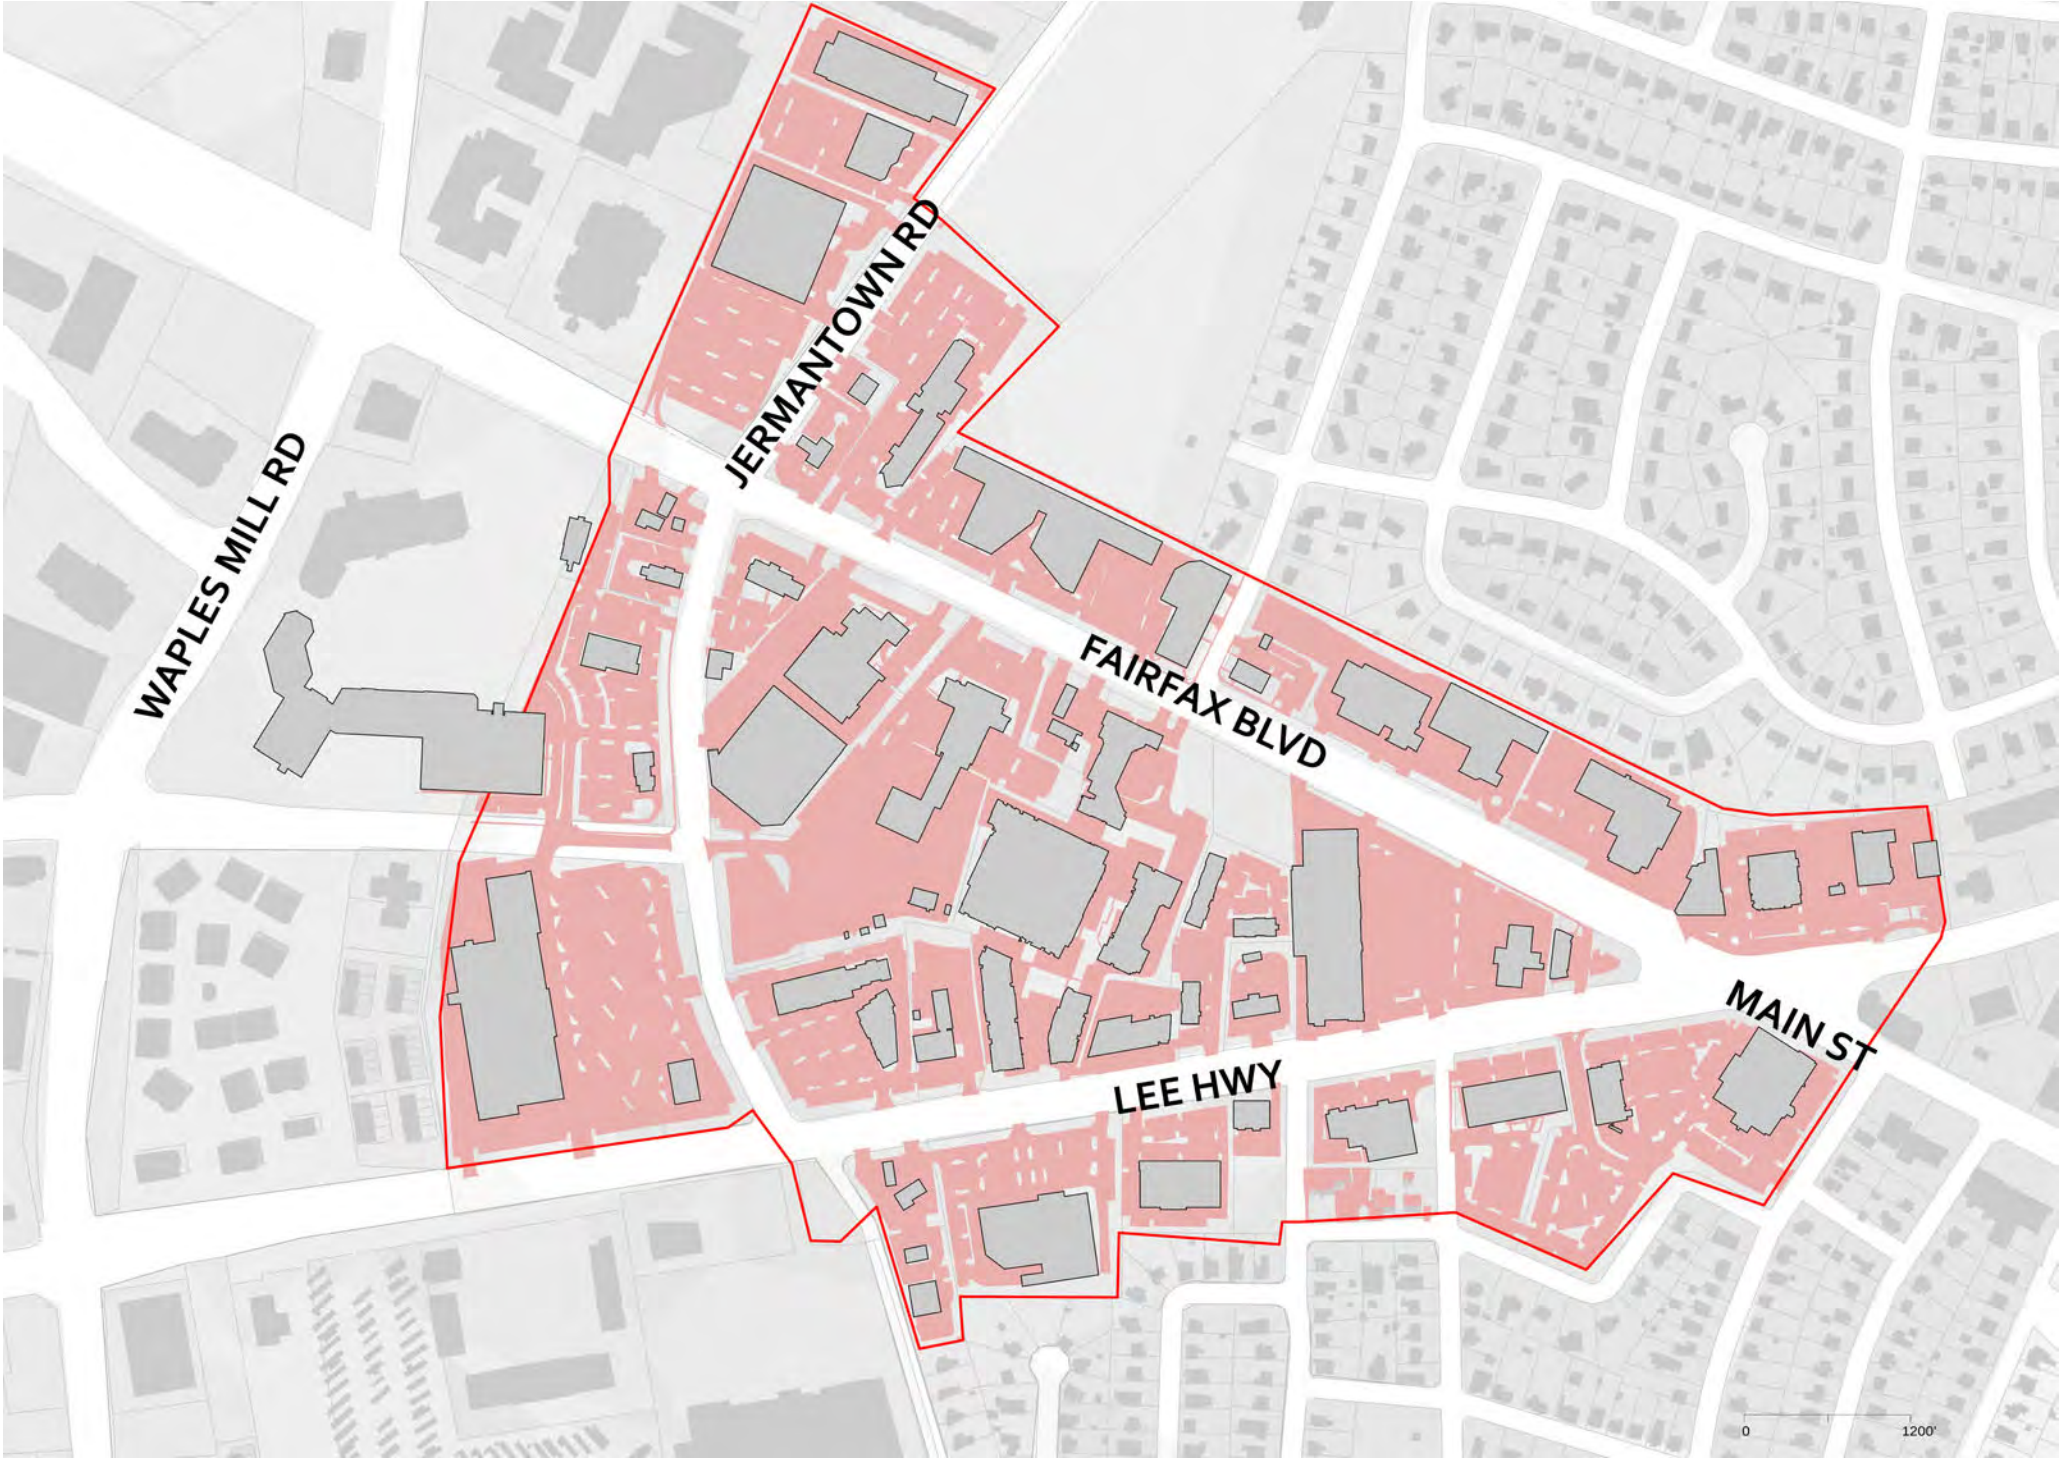 JERMANTOWN RD
WAPLES MILL RD
FAIRFAX BLVD
MAIN ST
LEE HWY
0 1200'